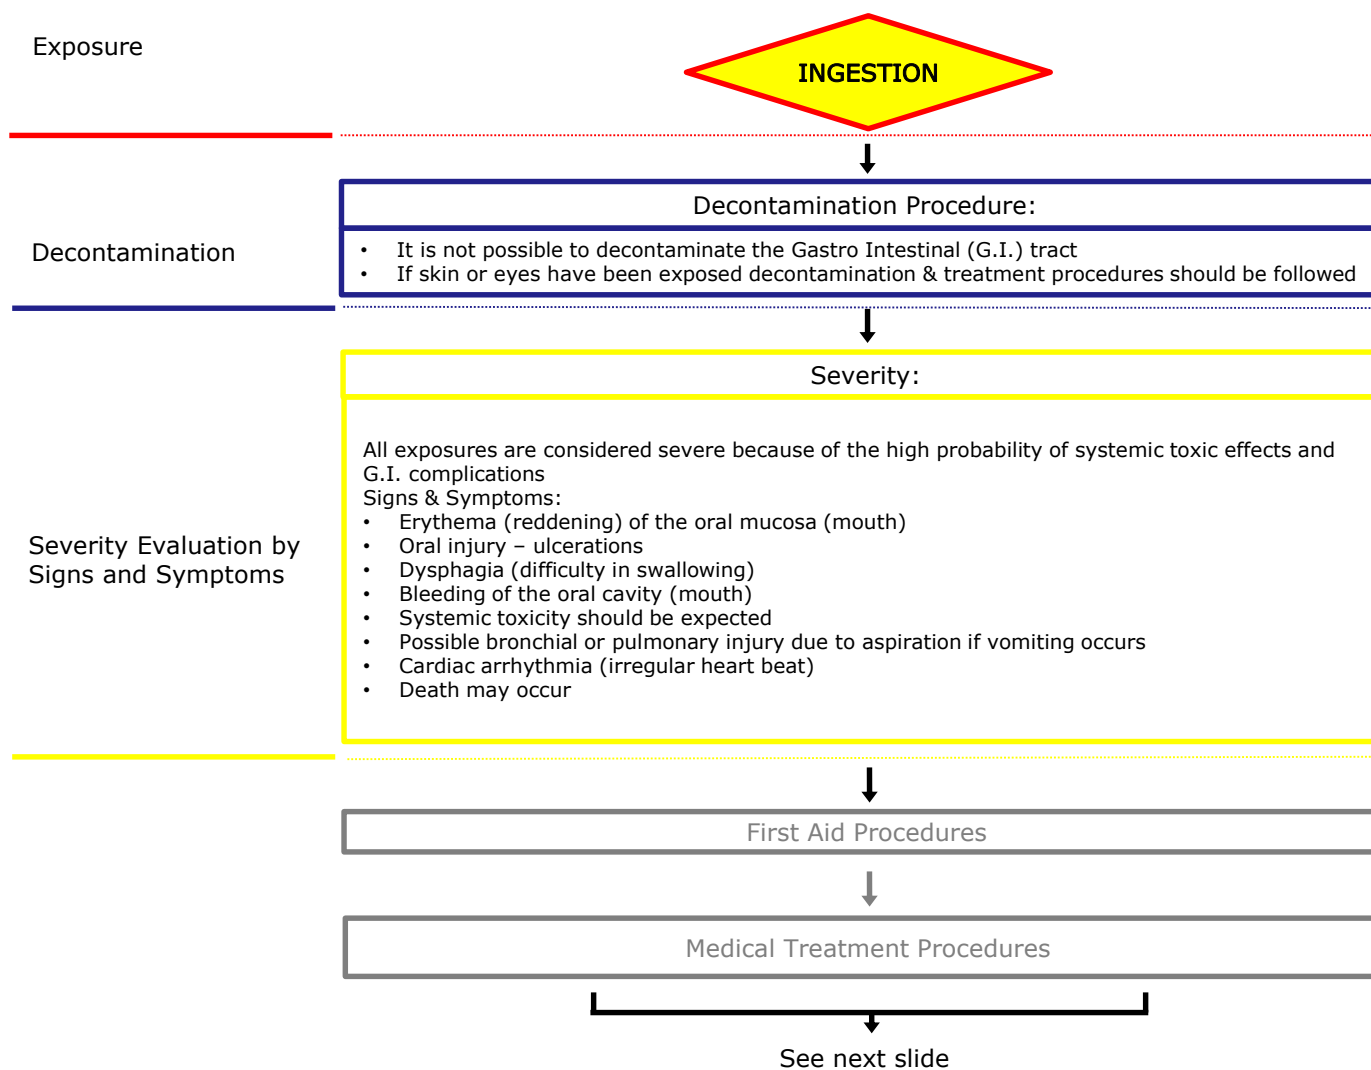 Exposure
INGESTION
Decontamination Procedure:
Decontamination
• It is not possible to decontaminate the Gastro Intestinal (G.I.) tract
• If skin or eyes have been exposed decontamination & treatment procedures should be followed
Severity:
All exposures are considered severe because of the high probability of systemic toxic effects and
G.I. complications
Signs & Symptoms:
• Erythema (reddening) of the oral mucosa (mouth)
• Oral injury – ulcerations
• Dysphagia (difficulty in swallowing)
• Bleeding of the oral cavity (mouth)
• Systemic toxicity should be expected
• Possible bronchial or pulmonary injury due to aspiration if vomiting occurs
• Cardiac arrhythmia (irregular heart beat)
• Death may occur
Severity Evaluation by
Signs and Symptoms
First Aid Procedures
Medical Treatment Procedures
See next slide